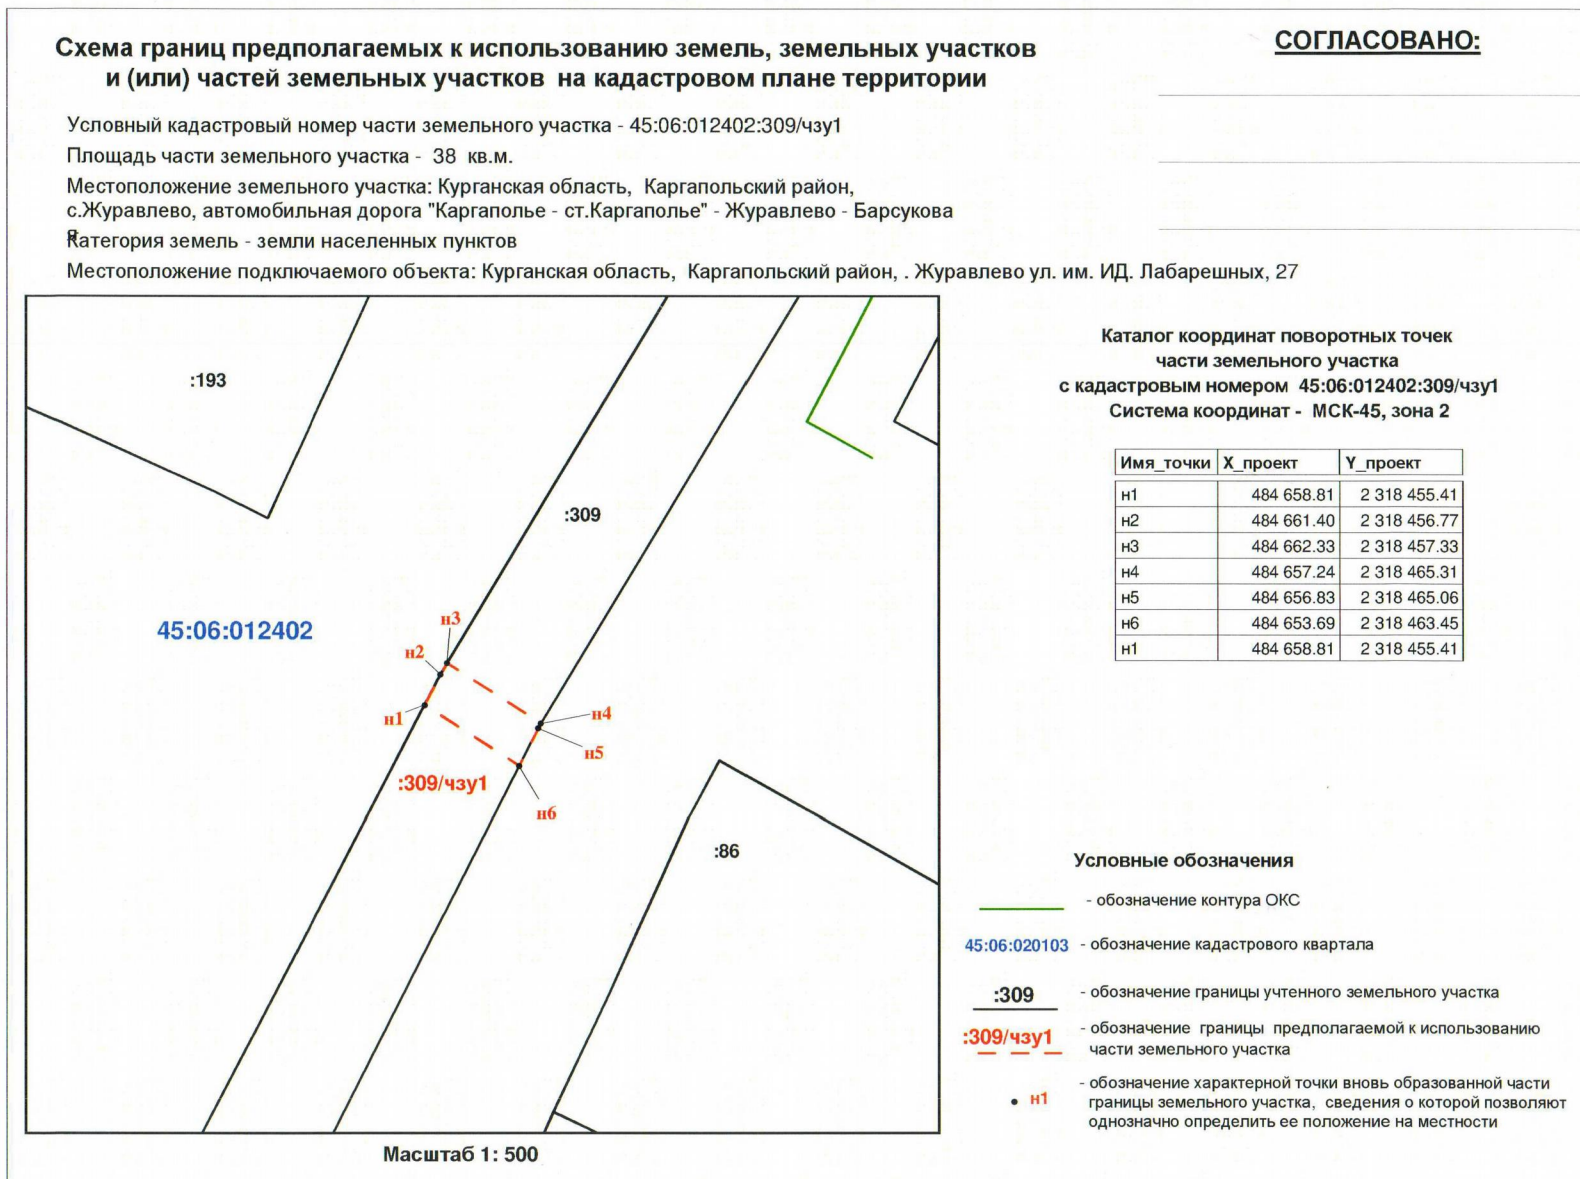 Схема границ предполагаемых к использованию земель, земельных участков
и (или) частей земельных участков на кадастровом плане территории
СОГЛАСОВАНО:
Условный кадастровый номер части земельного участка - 45:06:012402:309/чзу1
Площадь части земельного участка - 38 кв.м.
Местоположение земельного участка: Курганская область, Каргапольский район,
с.Журавлево, автомобильная дорога "Каргаполье - ст.Каргаполье" - Журавлево - Барсукова
Категория земель - земли населенных пунктов
Местоположение подключаемого объекта: Курганская область, Каргапольский район, . Журавлево ул. им. ИД. Лабарешных, 27
:193
:309
45:06:012402
н3
н2
н1
н4
н5
:309/чзу1
н6
:86
Масштаб 1: 500
Каталог координат поворотных точек
части земельного участка
с кадастровым номером 45:06:012402:309/чзу1
Система координат - МСК-45, зона 2
Имя_точки X_проект Y_проект
н1 484 658.81 2 318 455.41
н2 484 661.40 2 318 456.77
н3 484 662.33 2 318 457.33
н4 484 657.24 2 318 465.31
н5 484 656.83 2 318 465.06
н6 484 653.69 2 318 463.45
н1 484 658.81 2 318 455.41
Условные обозначения
- обозначение контура ОКС
45:06:020103 - обозначение кадастрового квартала
:309 - обозначение границы учтенного земельного участка
:309/чзу1 - обозначение границы предполагаемой к использованию
части земельного участка
н1 - обозначение характерной точки вновь образованной части
границы земельного участка, сведения о которой позволяют
однозначно определить ее положение на местности